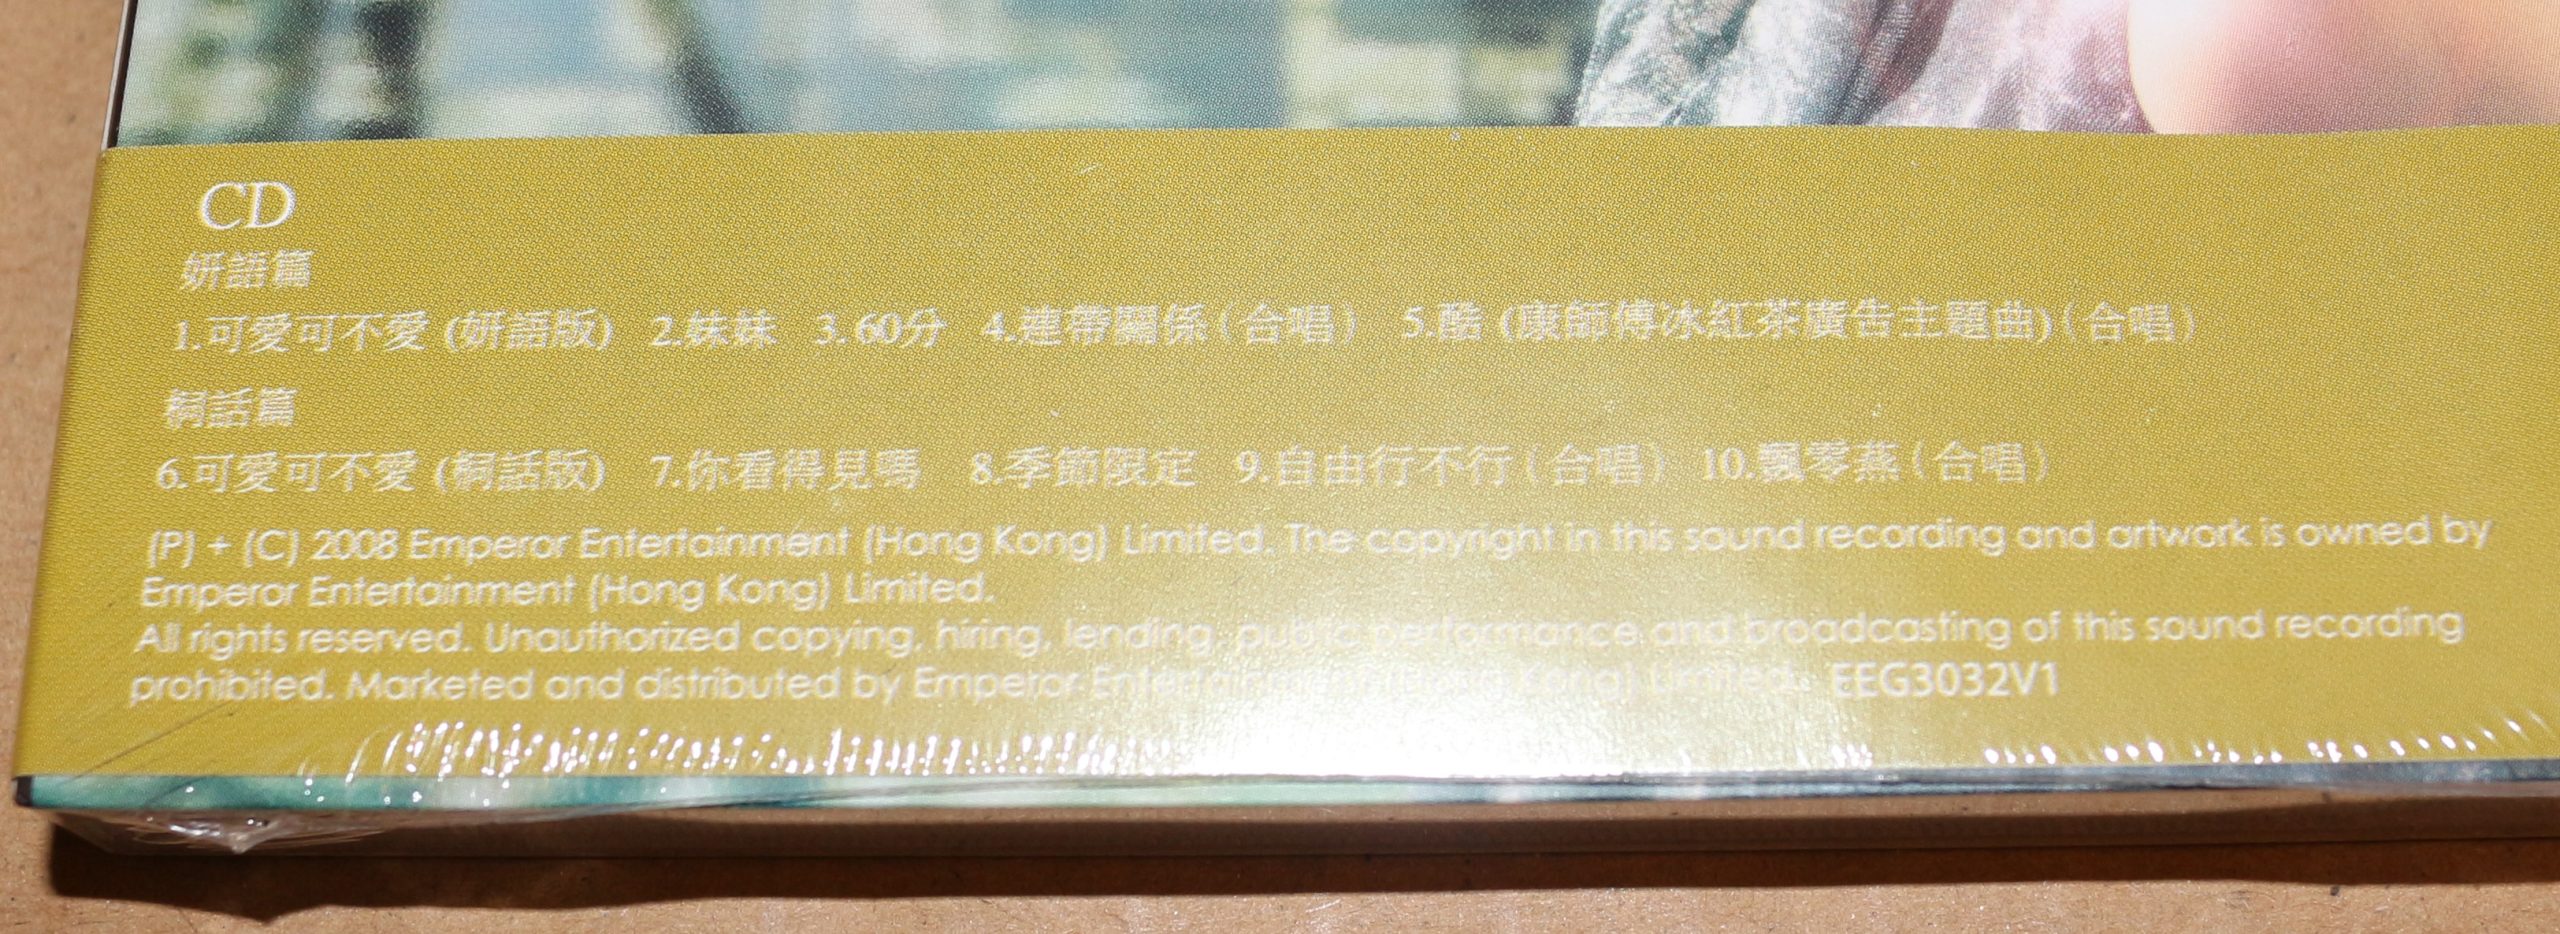 CD
妍語篇
1.可愛可不愛 (妍語版) 2.妹妹 3.60分 4.連帶關係(合唱) 5.酷 (康師傅冰紅茶廣告主題曲)(合唱)
桐話篇
6.可愛可不愛 (桐話版) 7.你看得見嗎 8.季節限定 9.自由行不行(合唱) 10.飄零燕(合唱)
(P) + (C) 2008 Emperor Entertainment (Hong Kong) Limited. The copyright in this sound recording and artwork is owned by
Emperor Entertainment (Hong Kong) Limited.
All rights reserved. Unauthorized copying, hiring, lending, public performance and broadcasting of this sound recording
prohibited. Marketed and distributed by Emperor Entertainment (Hong Kong) Limited. EEG3032V1